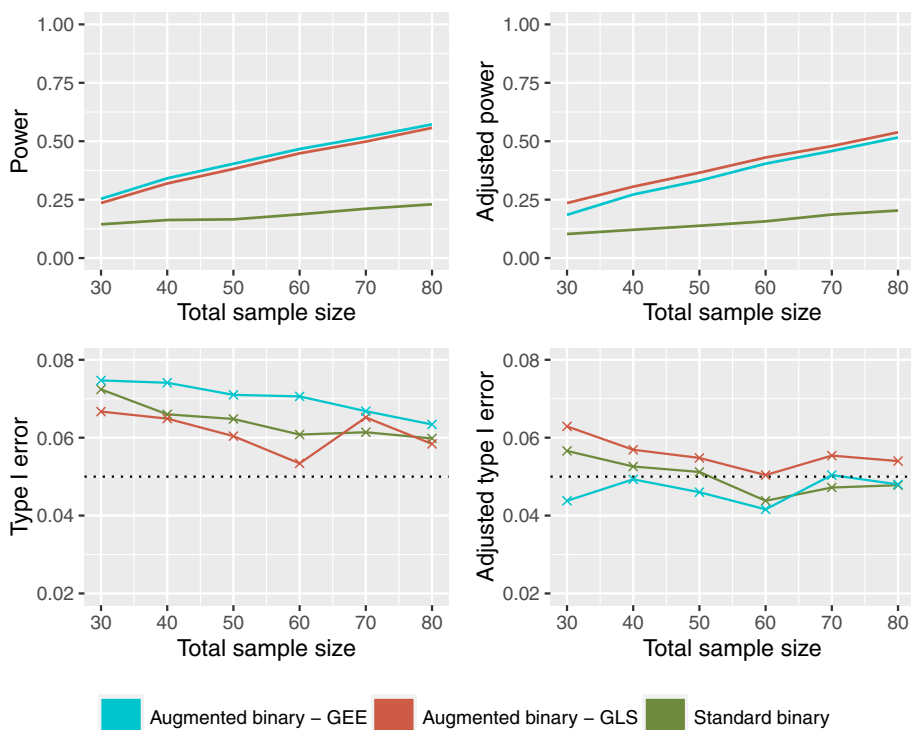 1.00
0.75
0.50
0.25
0.00
Power
30 40 50 60 70 80
Total sample size
1.00
0.75
0.50
0.25
0.00
Adjusted power
30 40 50 60 70 80
Total sample size
0.08
0.06
0.04
0.02
Type I error
30 40 50 60 70 80
Total sample size
0.08
0.06
0.04
0.02
Adjusted type I error
30 40 50 60 70 80
Total sample size
Augmented binary – GEE Augmented binary – GLS Standard binary